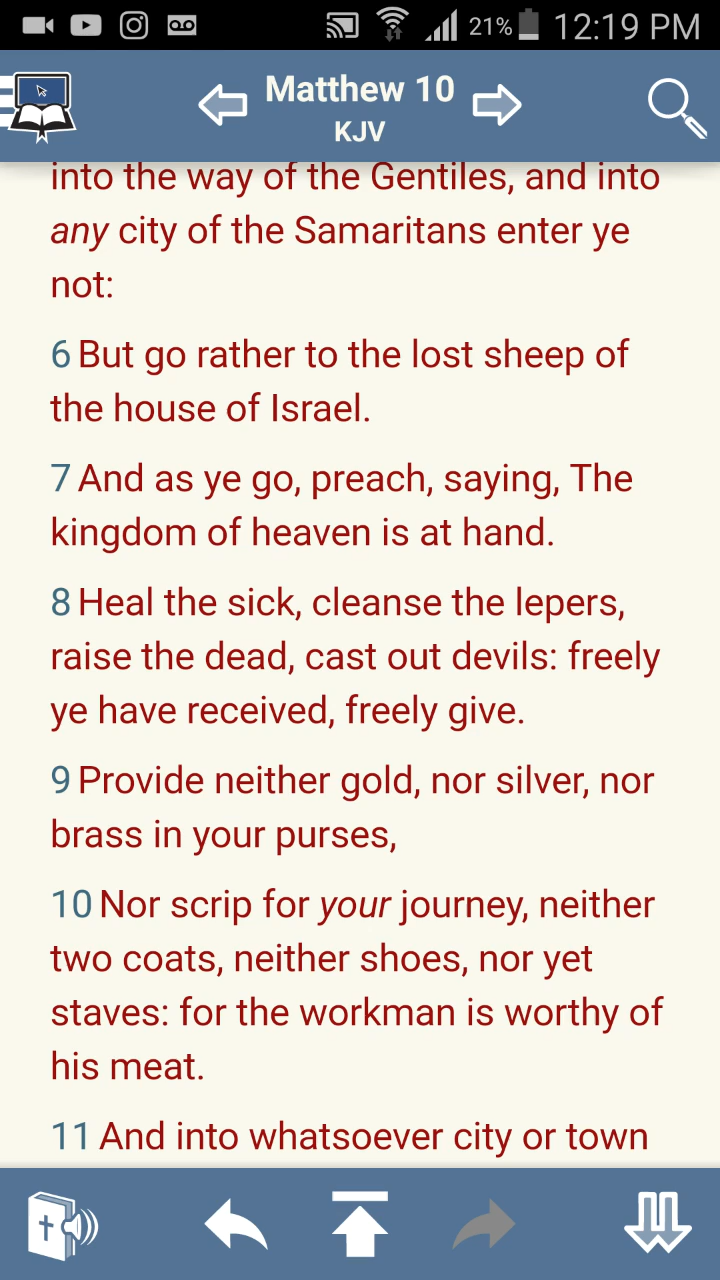 21% 12:19 PM
Matthew 10
KJV
into the way of the Gentiles, and into
any city of the Samaritans enter ye
not:
6 But go rather to the lost sheep of
the house of Israel.
7 And as ye go, preach, saying, The
kingdom of heaven is at hand.
8 Heal the sick, cleanse the lepers,
raise the dead, cast out devils: freely
ye have received, freely give.
9 Provide neither gold, nor silver, nor
brass in your purses,
10 Nor scrip for your journey, neither
two coats, neither shoes, nor yet
staves: for the workman is worthy of
his meat.
11 And into whatsoever city or town